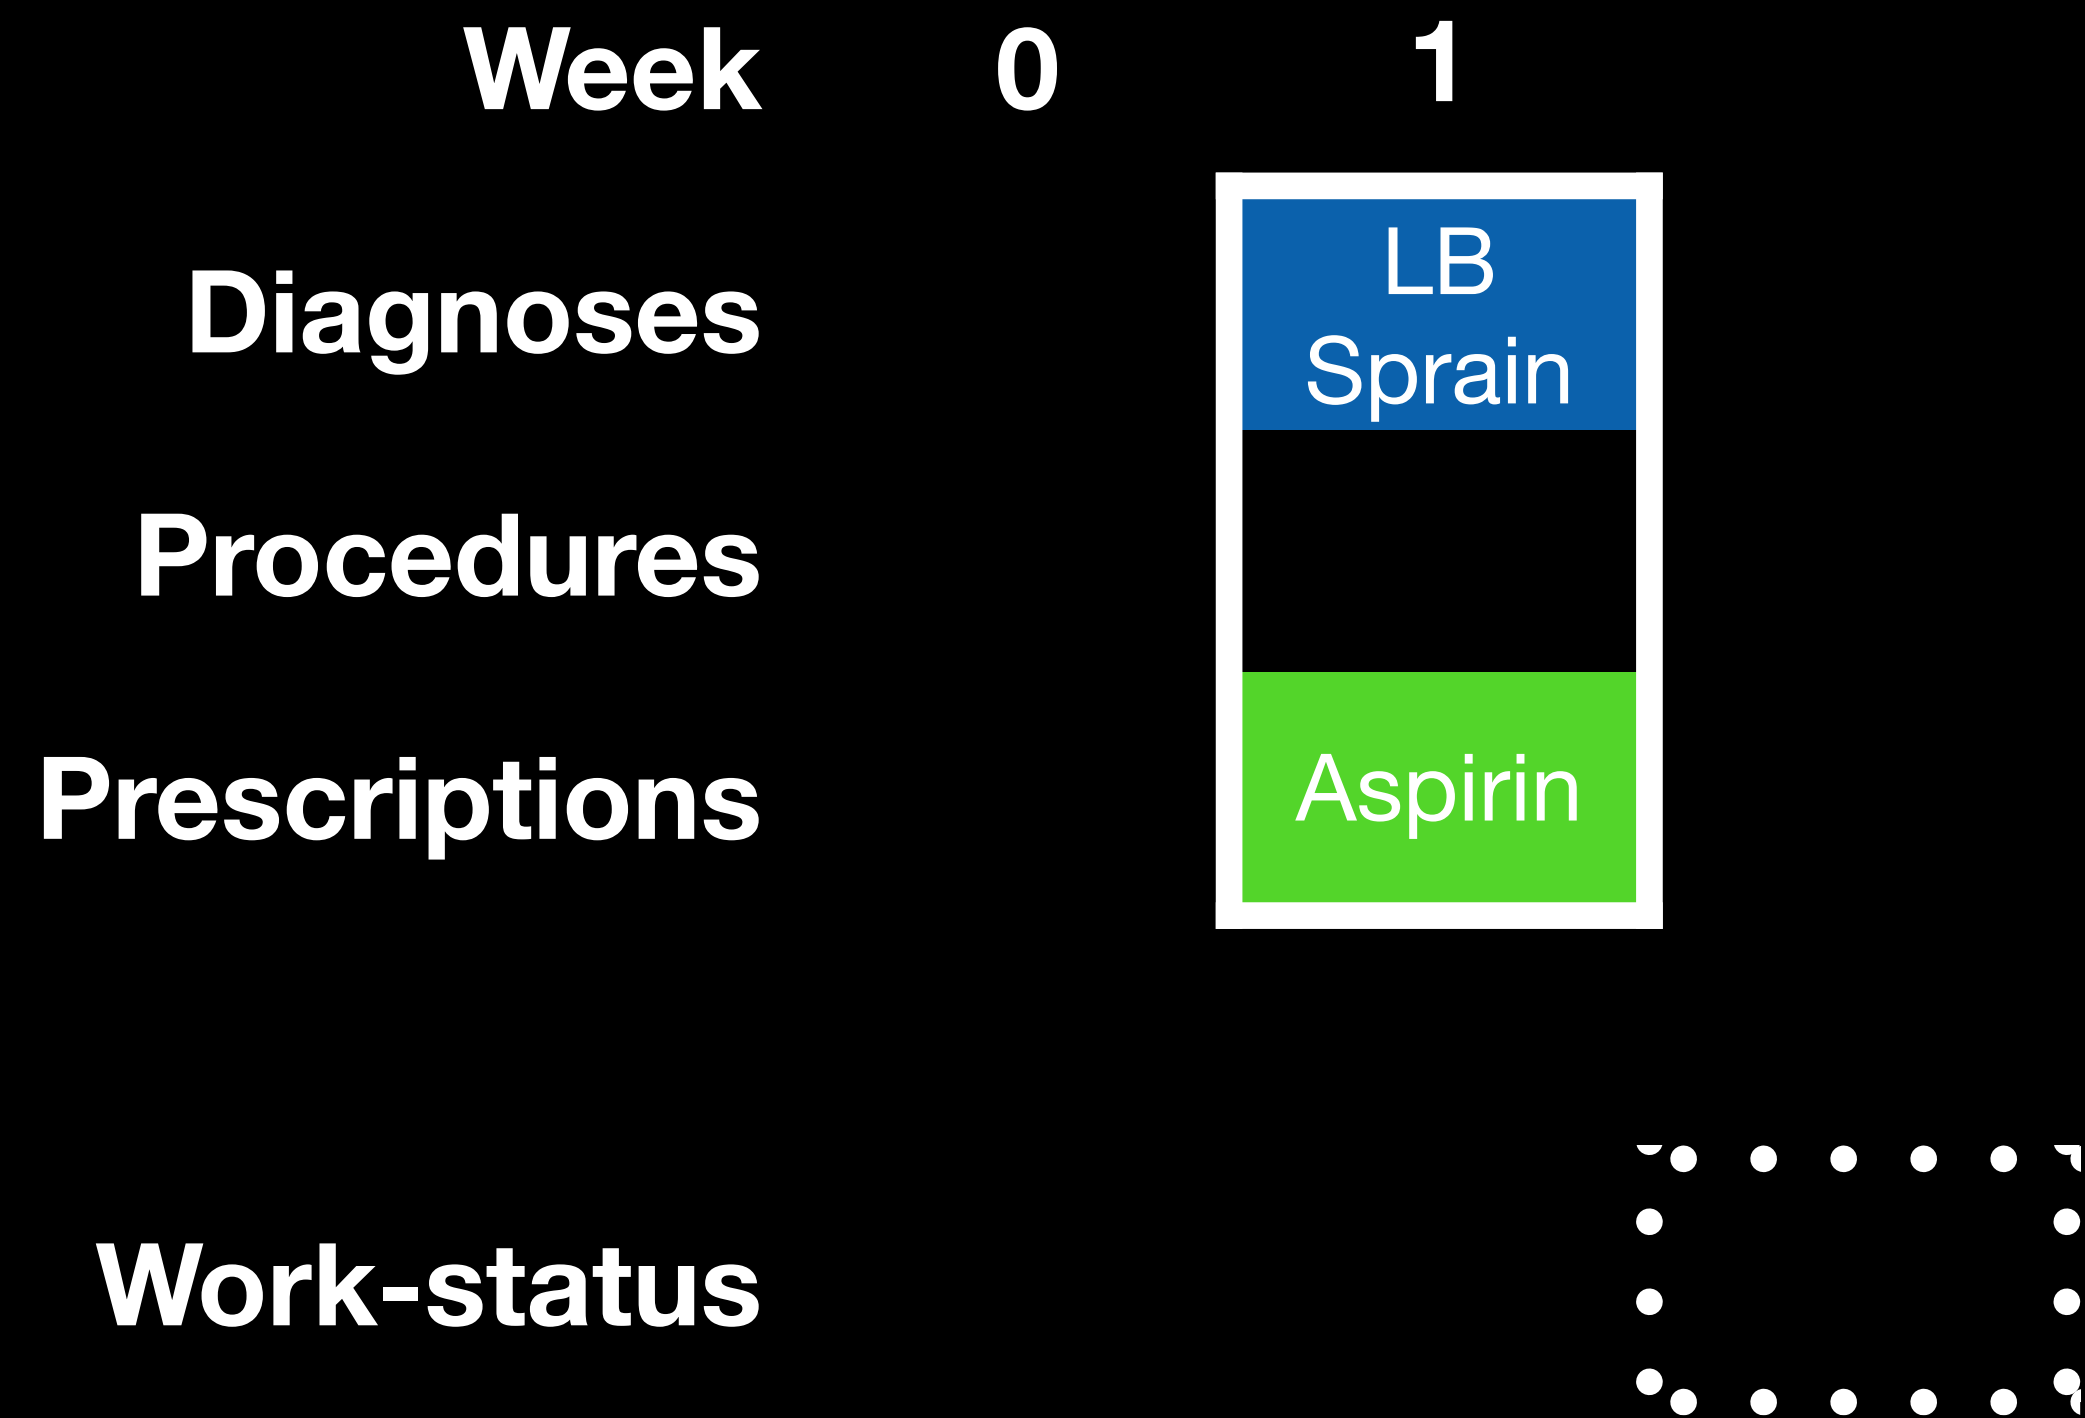 Week 0 1
Diagnoses
LB
Sprain
Procedures
Prescriptions
Aspirin
Work-status